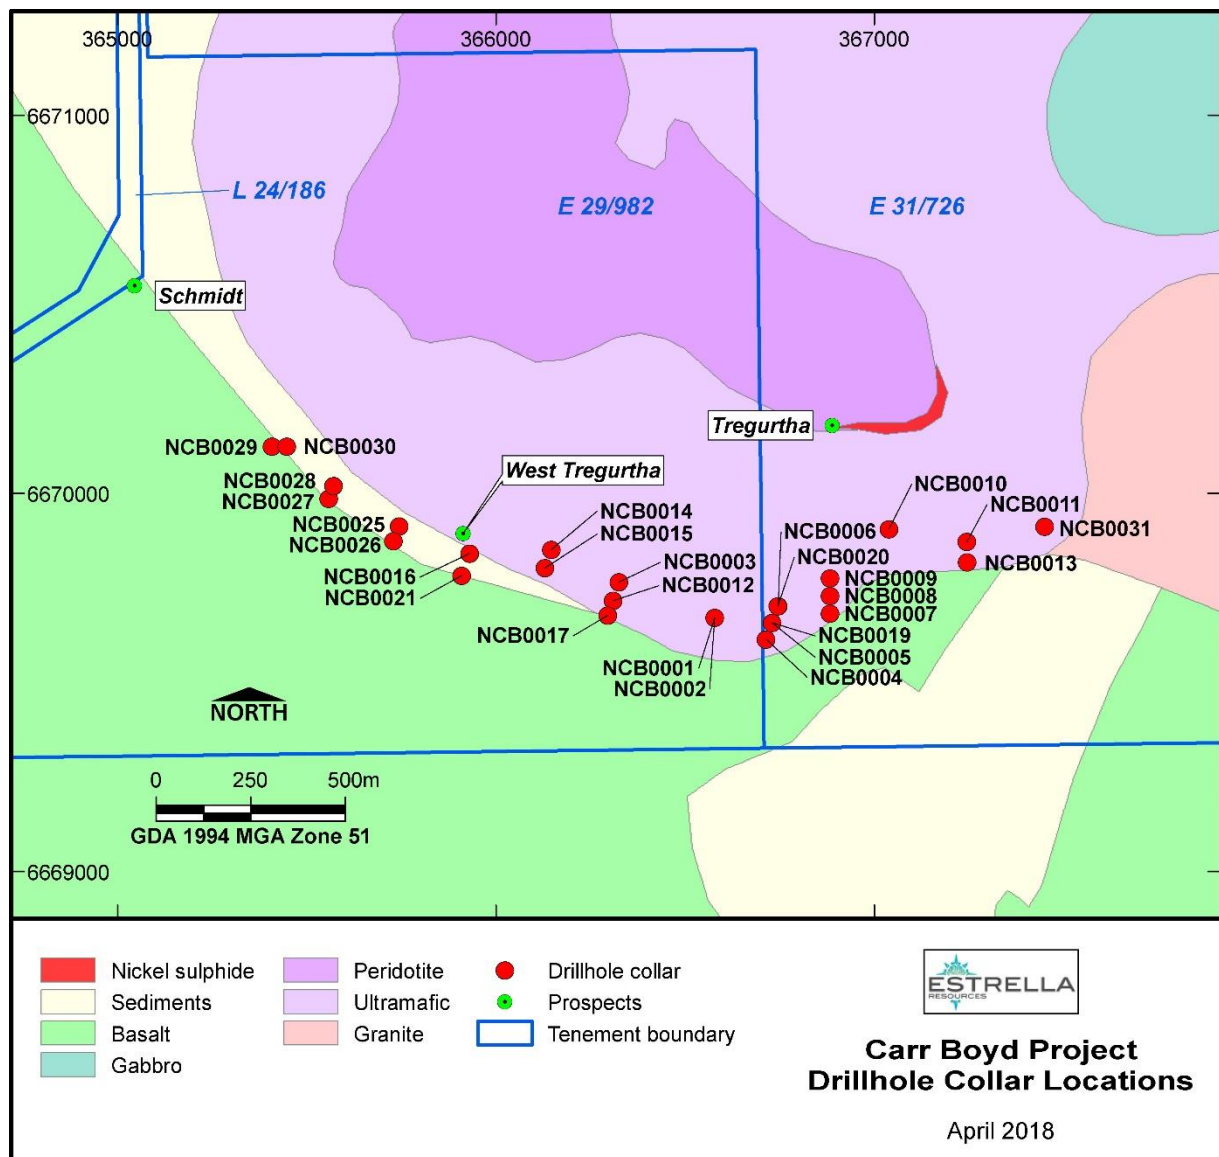 365000 366000 367000
6671000
L 24/186 E 29/982 E 31/726
Schmidt
Tregurtha
NCB0029 NCB0030
West Tregurtha
NCB0028
6670000
NCB0027
NCB0025
NCB0026
NCB0016
NCB0021
NCB0014
NCB0015
NCB0003
NCB0012
NCB0017
NCB0001
NCB0002
NCB0006
NCB0020
NCB0010
NCB0011
NCB0031
NCB0013
NCB0009
NCB0008
NCB0007
NCB0019
NCB0005
NCB0004
NORTH
0 250 500m
GDA 1994 MGA Zone 51
6669000
Nickel sulphide
Sediments
Basalt
Gabbro
Peridotite
Ultramafic
Granite
Drillhole collar
Prospects
Tenement boundary
ESTRELLA
RESOURCES
Carr Boyd Project
Drillhole Collar Locations
April 2018